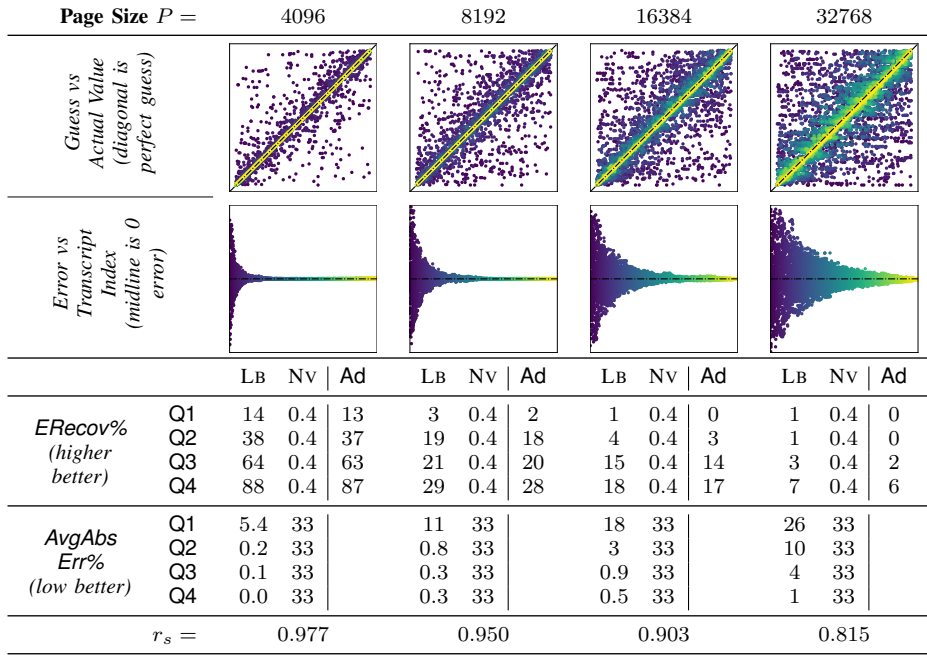 Page Size P = 4096 8192 16384 32768
Guess vs
Actual Value
(diagonal is
perfect guess)
Error vs
Transcript
Index
(midline is 0
error)
LB NV Ad LB NV Ad LB NV Ad LB NV Ad
ERecov%
(higher
better)
Q1 14 0.4 13 3 0.4 2 1 0.4 0 1 0.4 0
Q2 38 0.4 37 19 0.4 18 4 0.4 3 1 0.4 0
Q3 64 0.4 63 21 0.4 20 15 0.4 14 3 0.4 2
Q4 88 0.4 87 29 0.4 28 18 0.4 17 7 0.4 6
AvgAbs
Err%
(low better)
Q1 5.4 33 11 33 18 33 26 33
Q2 0.2 33 0.8 33 3 33 10 33
Q3 0.1 33 0.3 33 0.9 33 4 33
Q4 0.0 33 0.3 33 0.5 33 1 33
r_s = 0.977 0.950 0.903 0.815